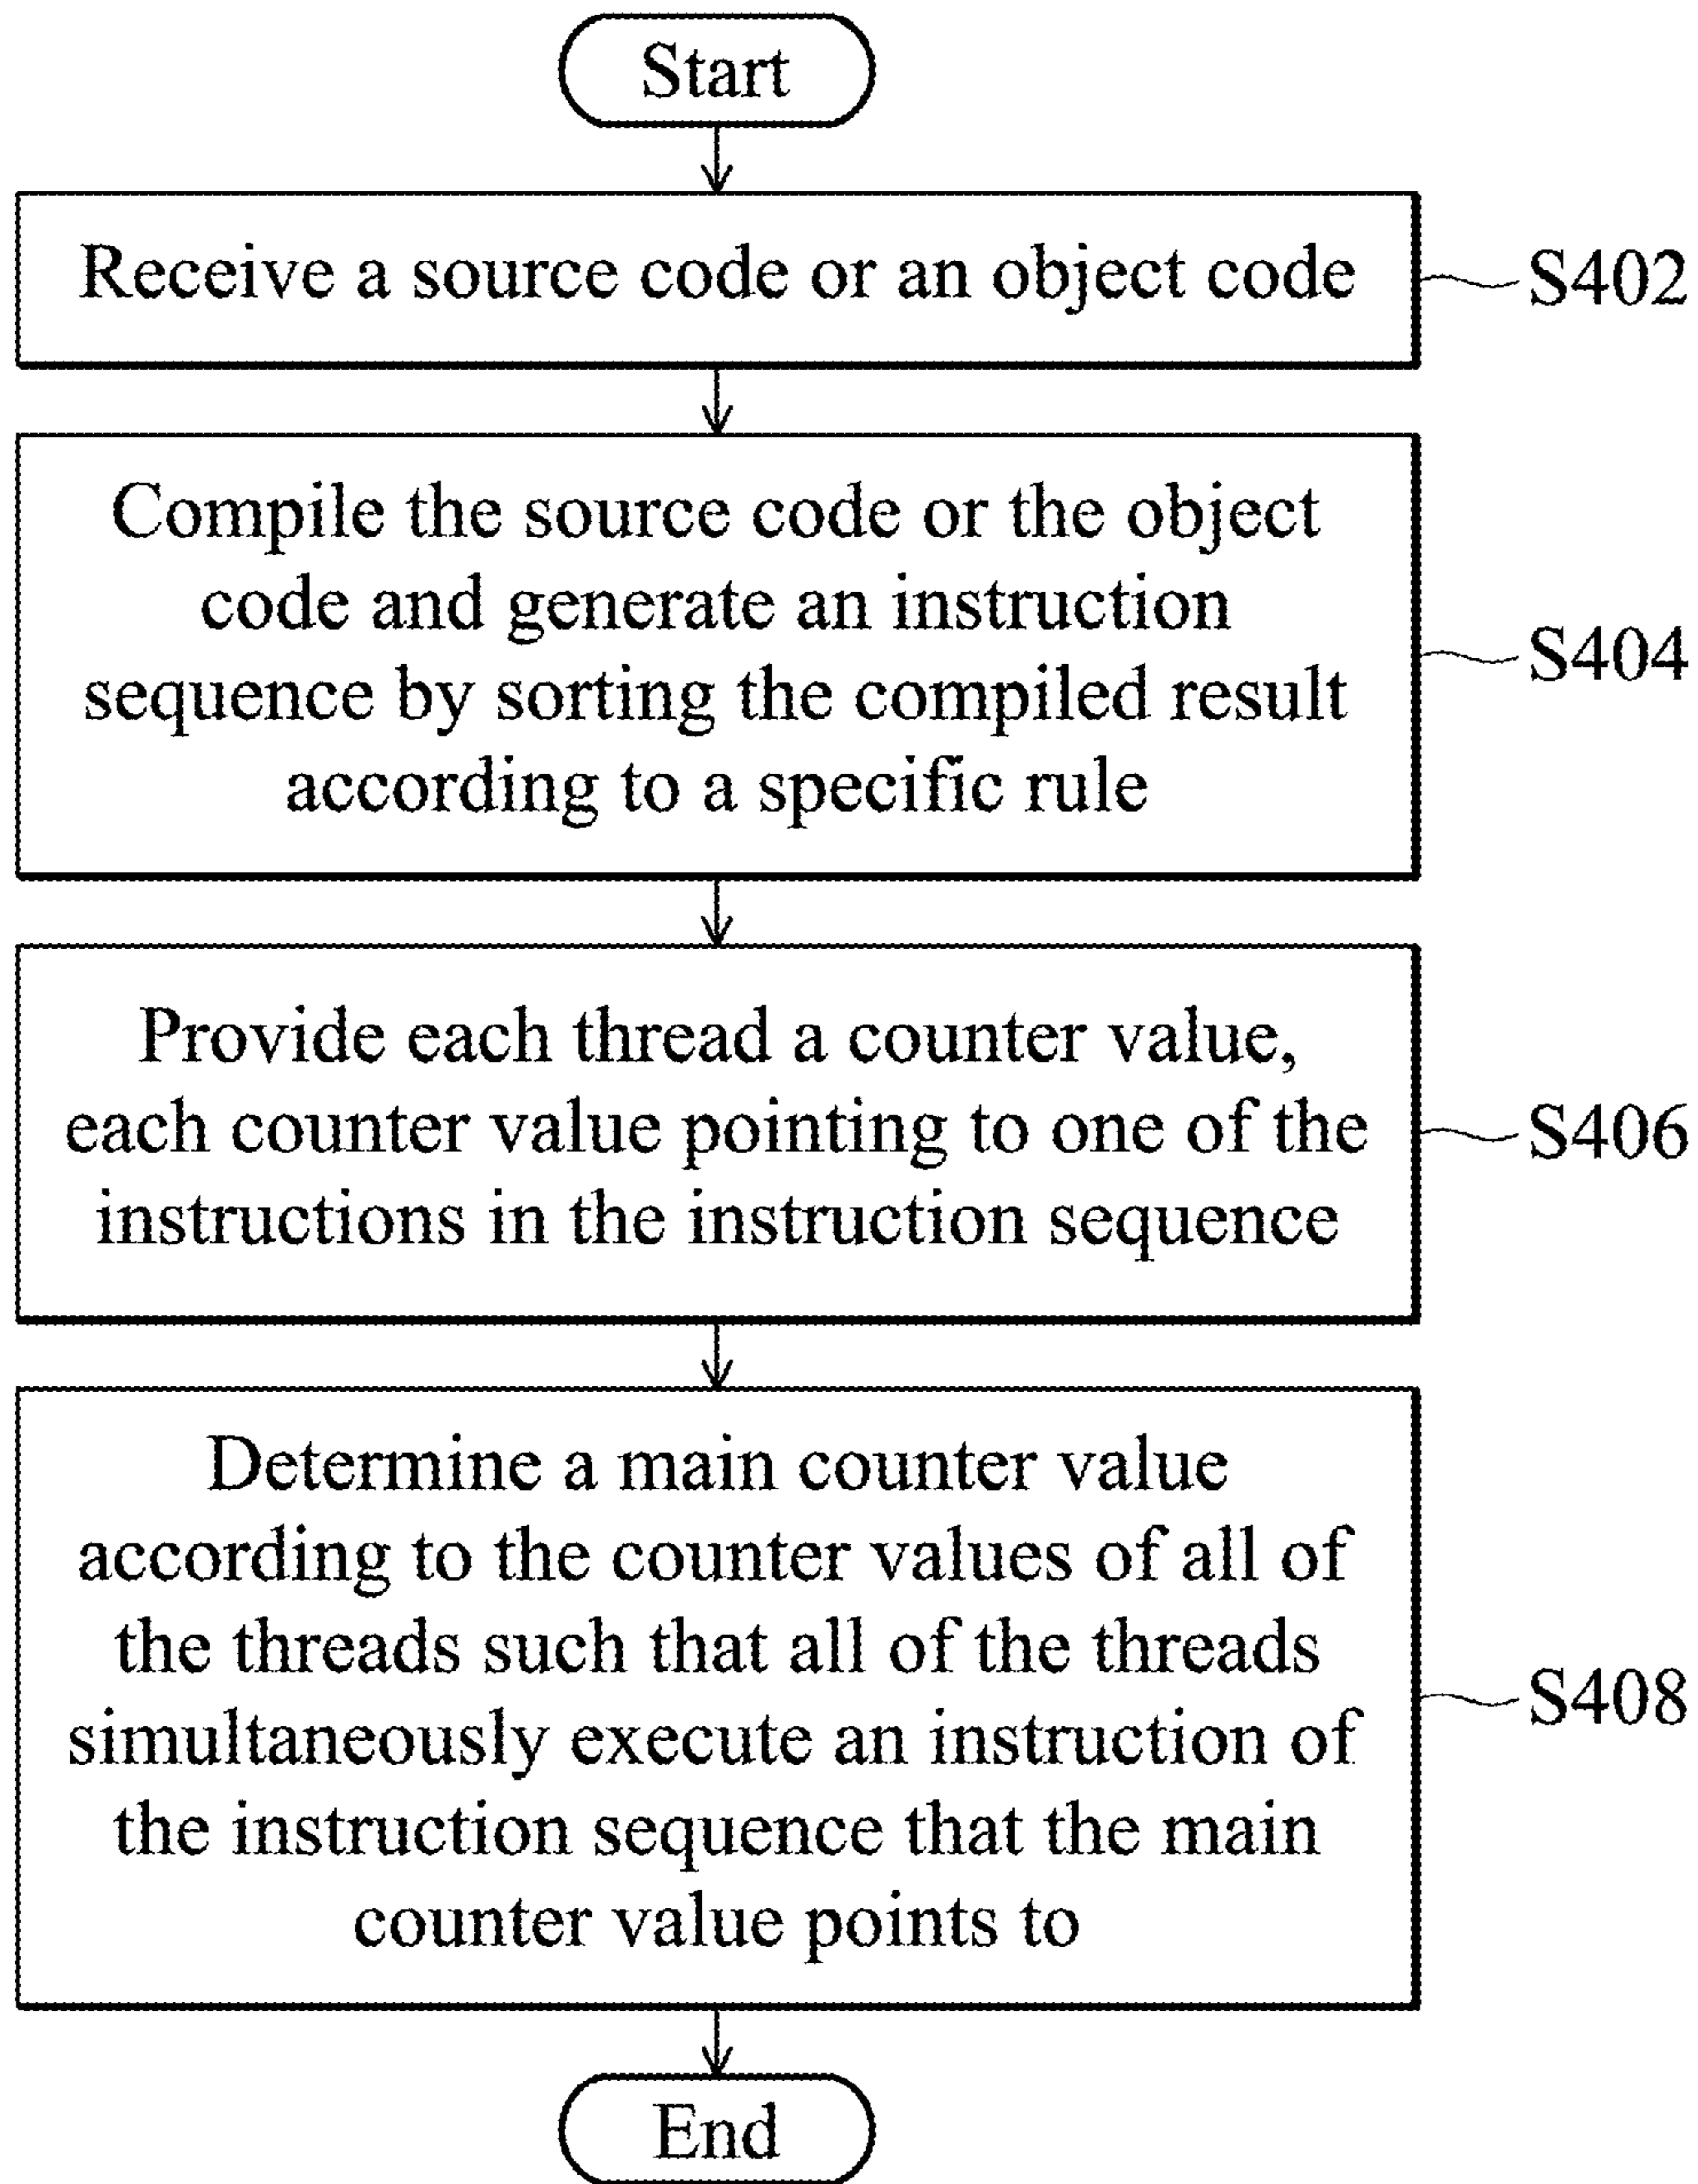 Start
Receive a source code or an object code
S402
Compile the source code or the object
code and generate an instruction
sequence by sorting the compiled result
according to a specific rule
S404
Provide each thread a counter value,
each counter value pointing to one of the
instructions in the instruction sequence
S406
Determine a main counter value
according to the counter values of all of
the threads such that all of the threads
simultaneously execute an instruction of
the instruction sequence that the main
counter value points to
S408
End